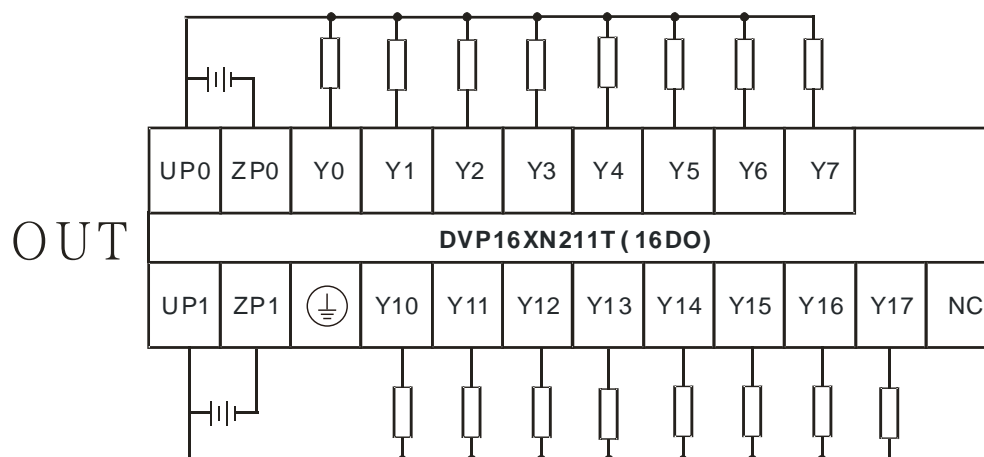 UP0 ZP0 Y0 Y1 Y2 Y3 Y4 Y5 Y6 Y7
OUT
DVP16XN211T ( 16DO)
UP1 ZP1 Y10 Y11 Y12 Y13 Y14 Y15 Y16 Y17 NC